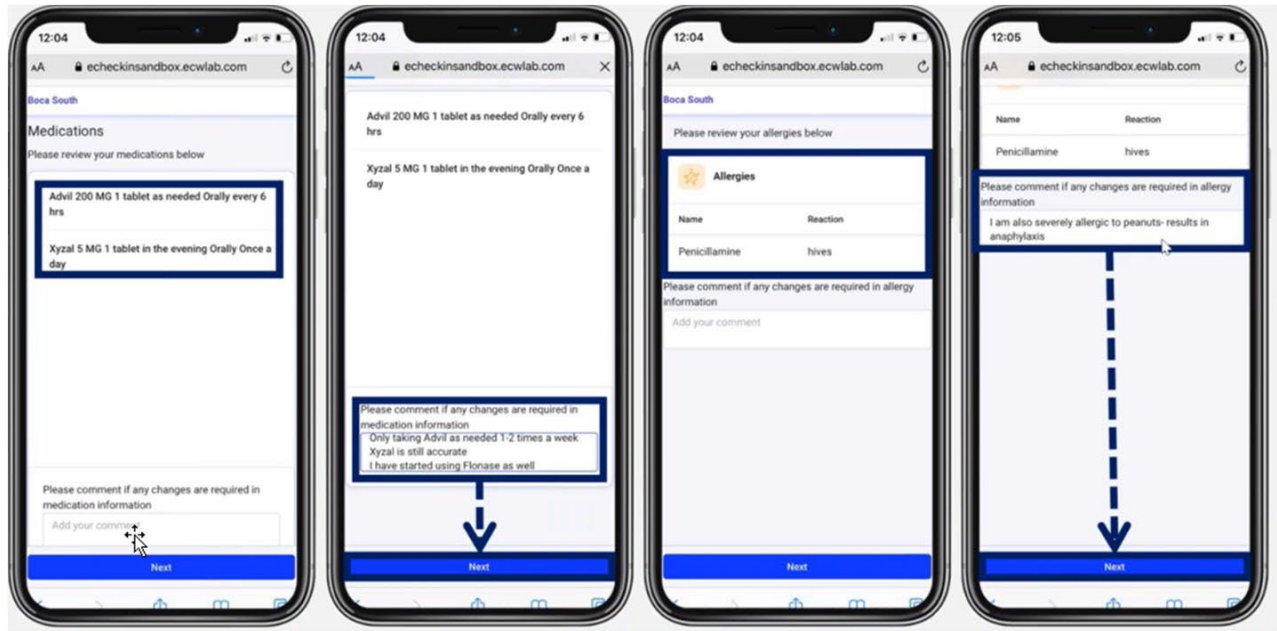 12:04
AA echeckinsandbox.ecwlab.com
Boca South
Medications
Please review your medications below
Advil 200 MG 1 tablet as needed Orally every 6
hrs
Xyzal 5 MG 1 tablet in the evening Orally Once a
day
Please comment if any changes are required in
medication information
Add your comment
Next
12:04
AA echeckinsandbox.ecwlab.com
Advil 200 MG 1 tablet as needed Orally every 6
hrs
Xyzal 5 MG 1 tablet in the evening Orally Once a
day
Please comment if any changes are required in
medication information
Only taking Advil as needed 1-2 times a week
Xyzal is still accurate
I have started using Flonase as well
Next
12:04
AA echeckinsandbox.ecwlab.com
Boca South
Please review your allergies below
Allergies
Name Reaction
Penicillamine hives
Please comment if any changes are required in allergy
information
Add your comment
Next
12:05
AA echeckinsandbox.ecwlab.com
Name Reaction
Penicillamine hives
Please comment if any changes are required in allergy
information
I am also severely allergic to peanuts- results in
anaphylaxis
Next